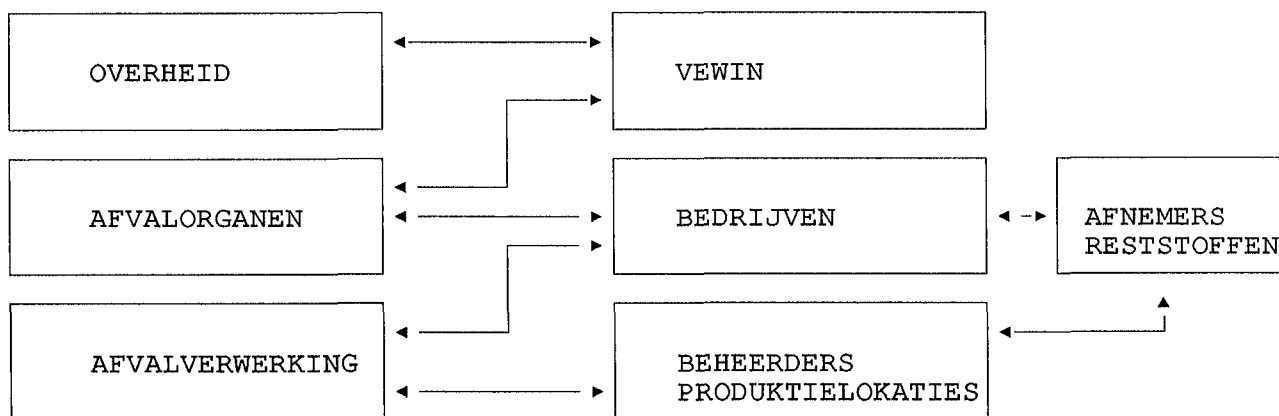 OVERHEID
VEWIN
AFVALORGANEN
BEDRIJVEN
AFNEMERS
RESTSTOFFEN
AFVALVERWERKING
BEHEERDERS
PRODUKTIELOKATIES